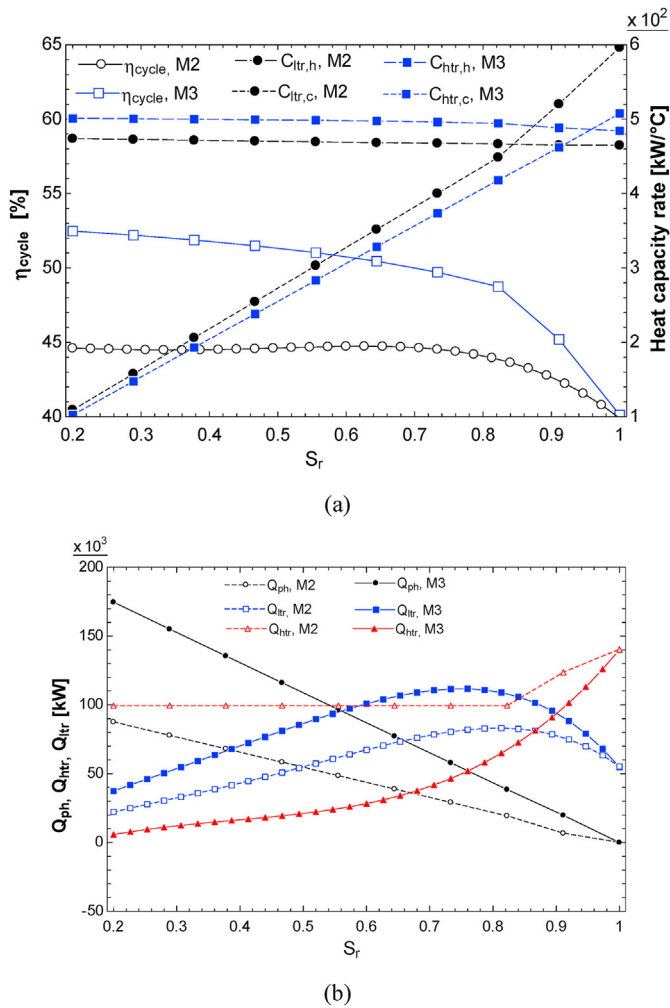 x 10²
65
60
55
50
45
40
η_cycle [%]
η_cycle, M2
C_ltr,h, M2
C_htr,h, M3
η_cycle, M3
C_ltr,c, M2
C_htr,c, M3
6
5
4
3
2
1
Heat capacity rate [kW/°C]
0.2 0.3 0.4 0.5 0.6 0.7 0.8 0.9 1
S_r
(a)
x 10³
200
150
100
50
0
-50
Q_ph, Q_htr, Q_ltr [kW]
Q_ph, M2
Q_ph, M3
Q_ltr, M2
Q_ltr, M3
Q_htr, M2
Q_htr, M3
0.2 0.3 0.4 0.5 0.6 0.7 0.8 0.9 1
S_r
(b)